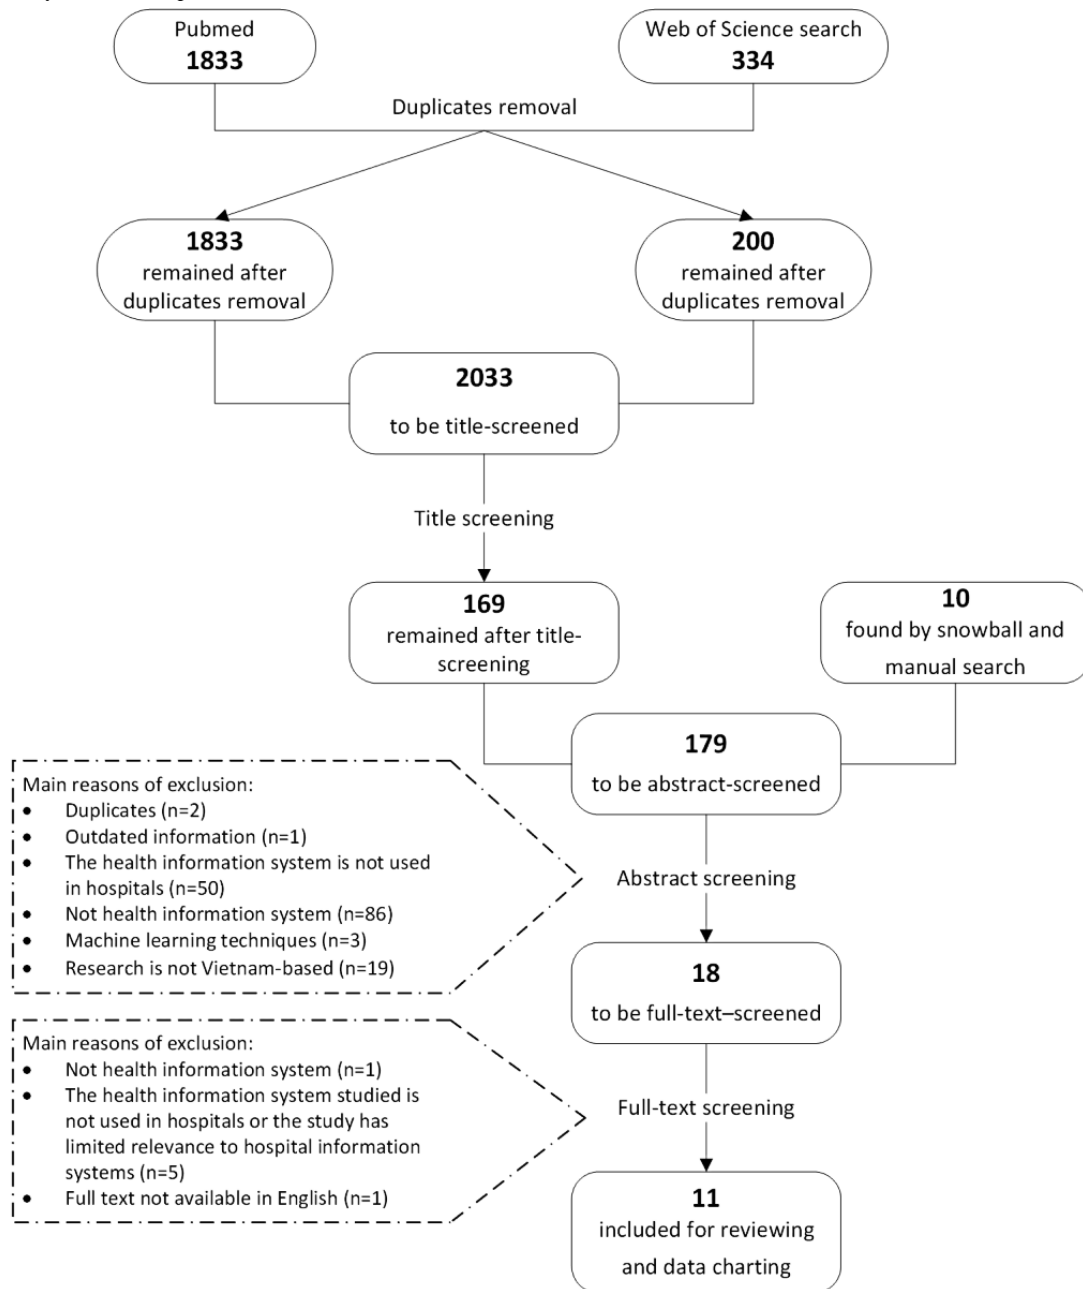 Pubmed
1833
Web of Science search
334
Duplicates removal
1833
remained after
duplicates removal
200
remained after
duplicates removal
2033
to be title-screened
Title screening
169
remained after title-
screening
10
found by snowball and
manual search
179
to be abstract-screened
Main reasons of exclusion:
• Duplicates (n=2)
• Outdated information (n=1)
• The health information system is not used
in hospitals (n=50)
• Not health information system (n=86)
• Machine learning techniques (n=3)
• Research is not Vietnam-based (n=19)
Abstract screening
18
to be full-text–screened
Main reasons of exclusion:
• Not health information system (n=1)
• The health information system studied is
not used in hospitals or the study has
limited relevance to hospital information
systems (n=5)
• Full text not available in English (n=1)
Full-text screening
11
included for reviewing
and data charting